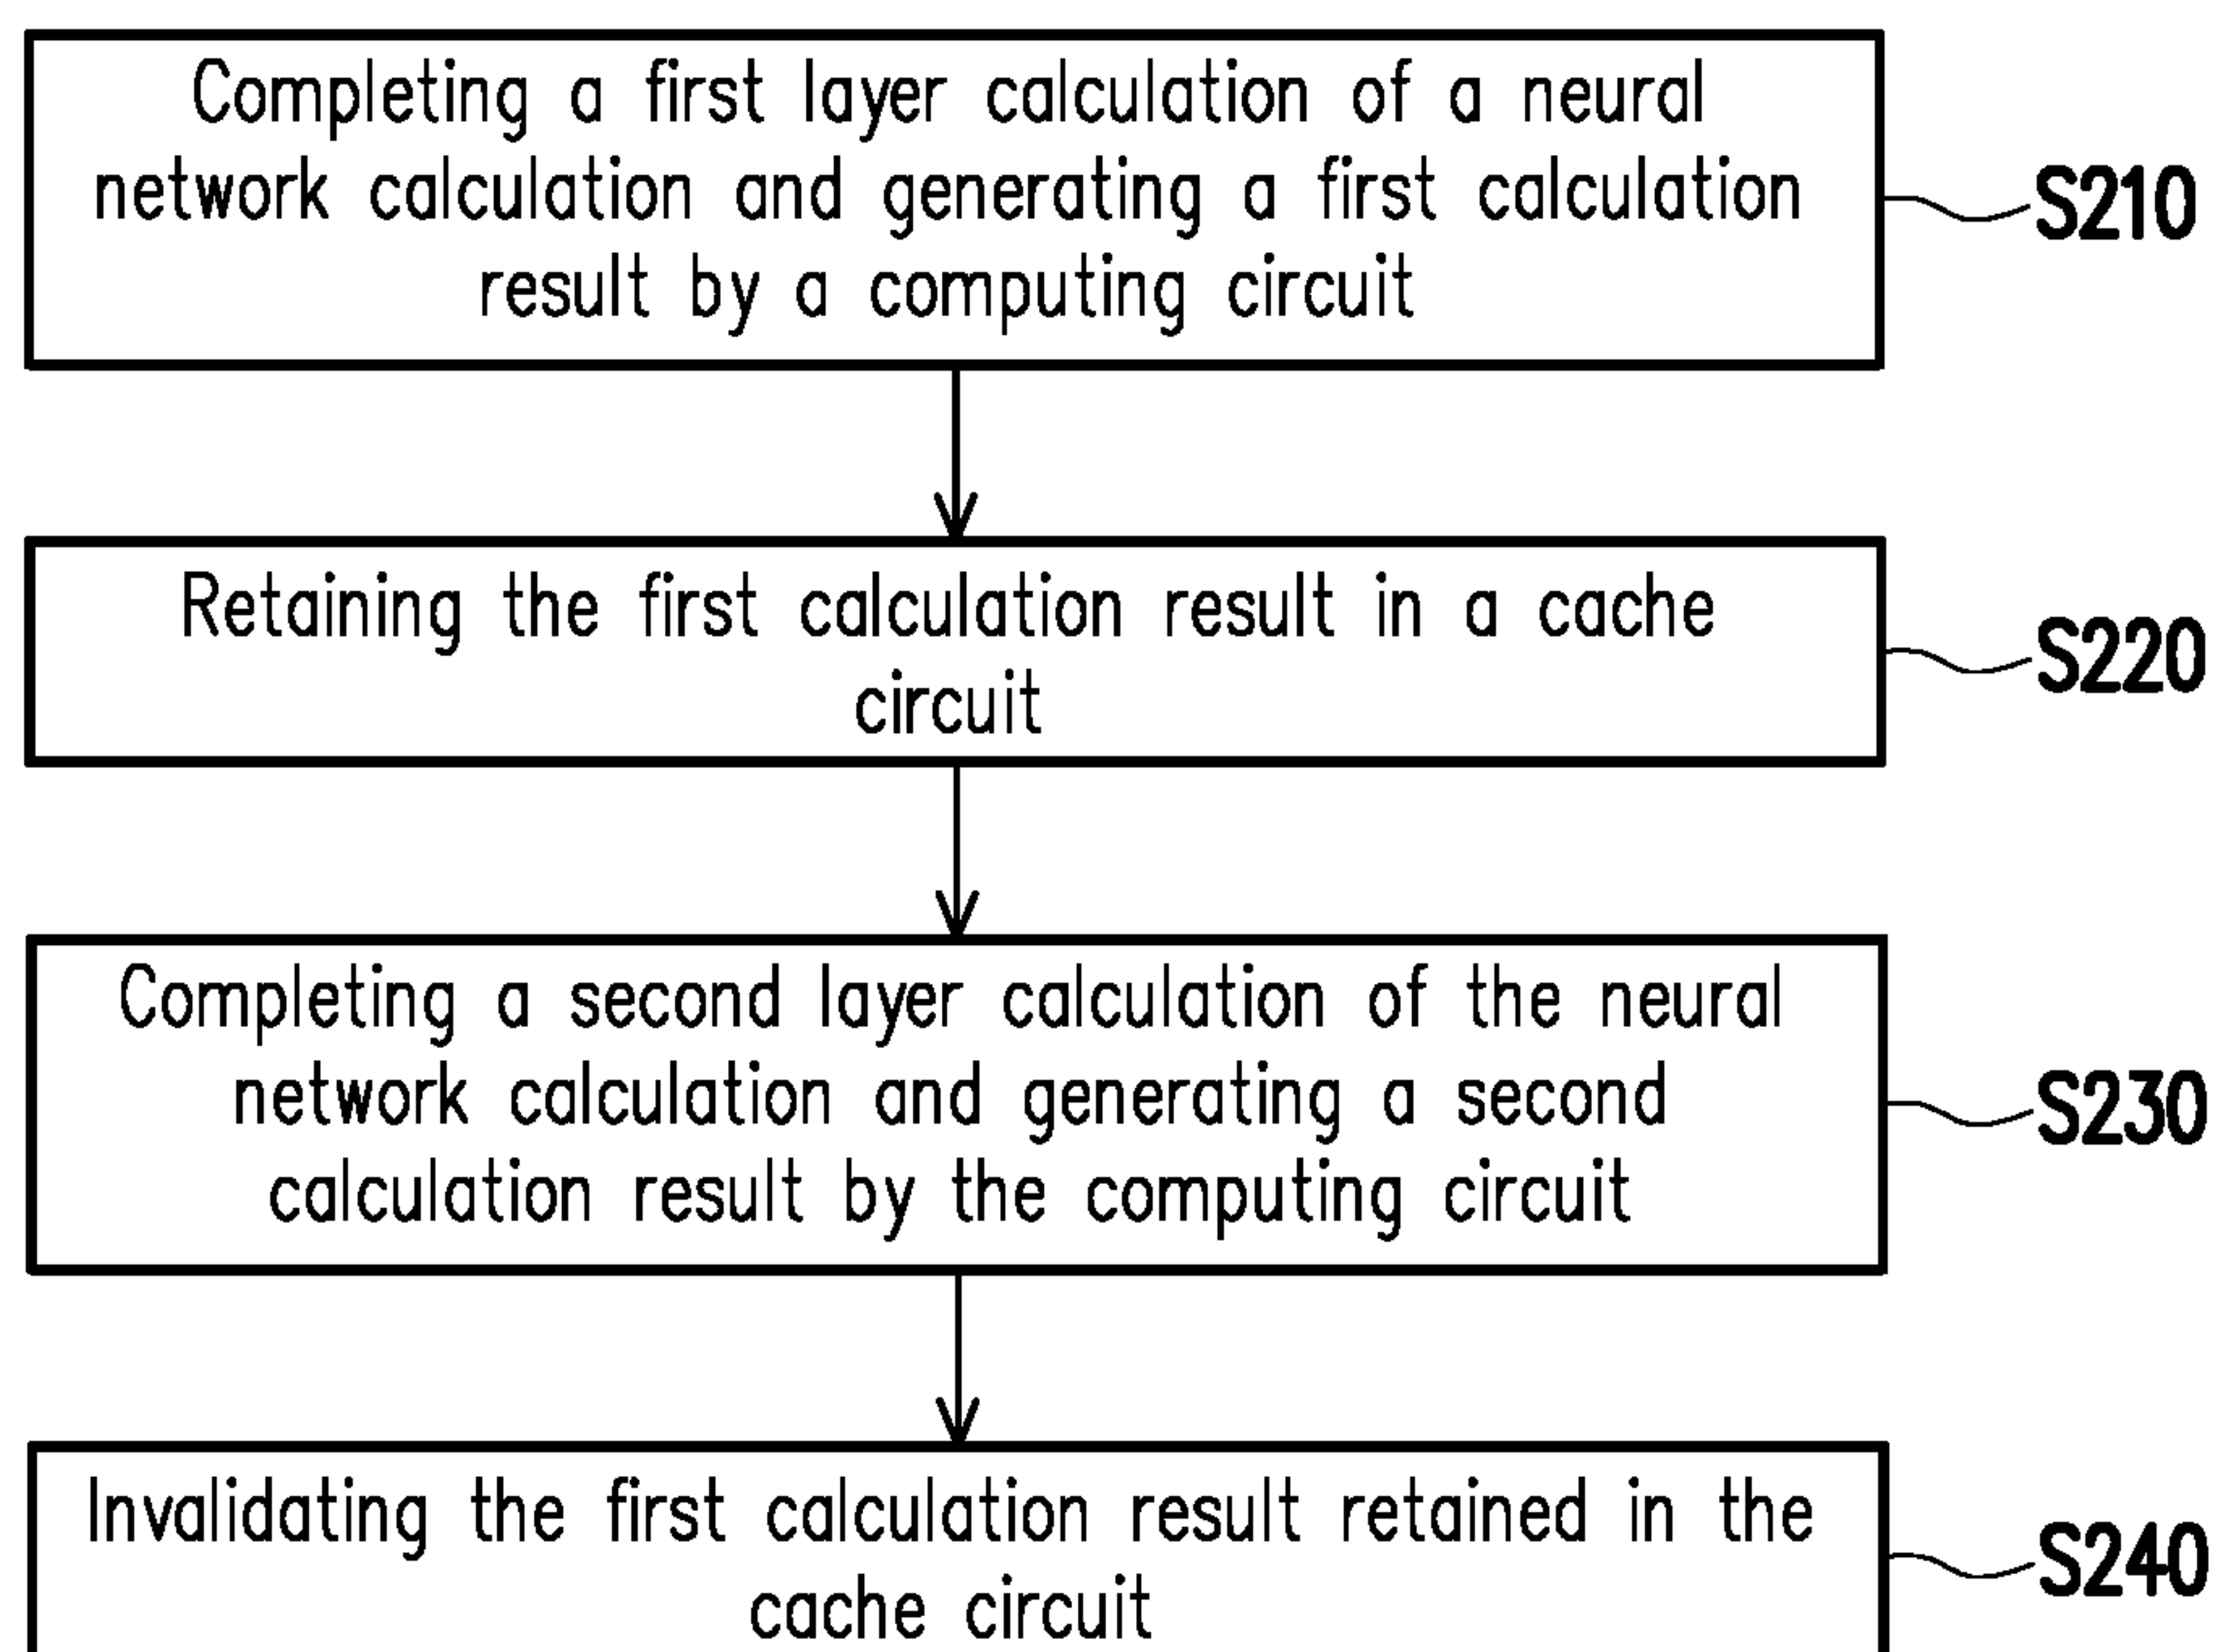 Completing a first layer calculation of a neural
network calculation and generating a first calculation
result by a computing circuit
S210
Retaining the first calculation result in a cache
circuit
S220
Completing a second layer calculation of the neural
network calculation and generating a second
calculation result by the computing circuit
S230
Invalidating the first calculation result retained in the
cache circuit
S240